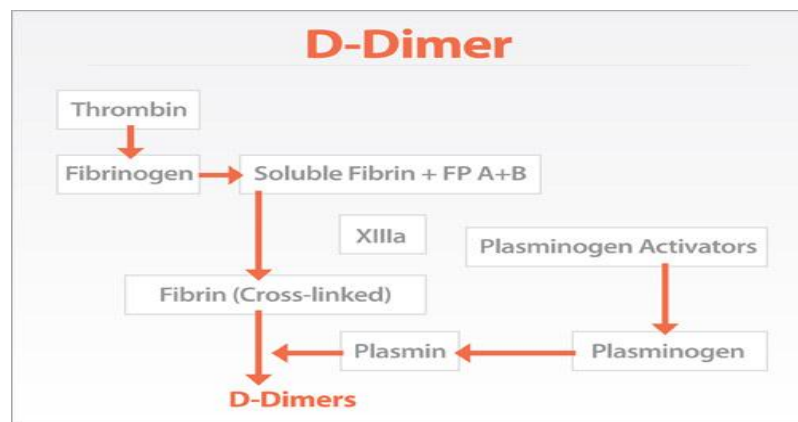 D-Dimer
Thrombin
Fibrinogen
Soluble Fibrin + FP A+B
XIIIa
Plasminogen Activators
Fibrin (Cross-linked)
Plasmin
Plasminogen
D-Dimers